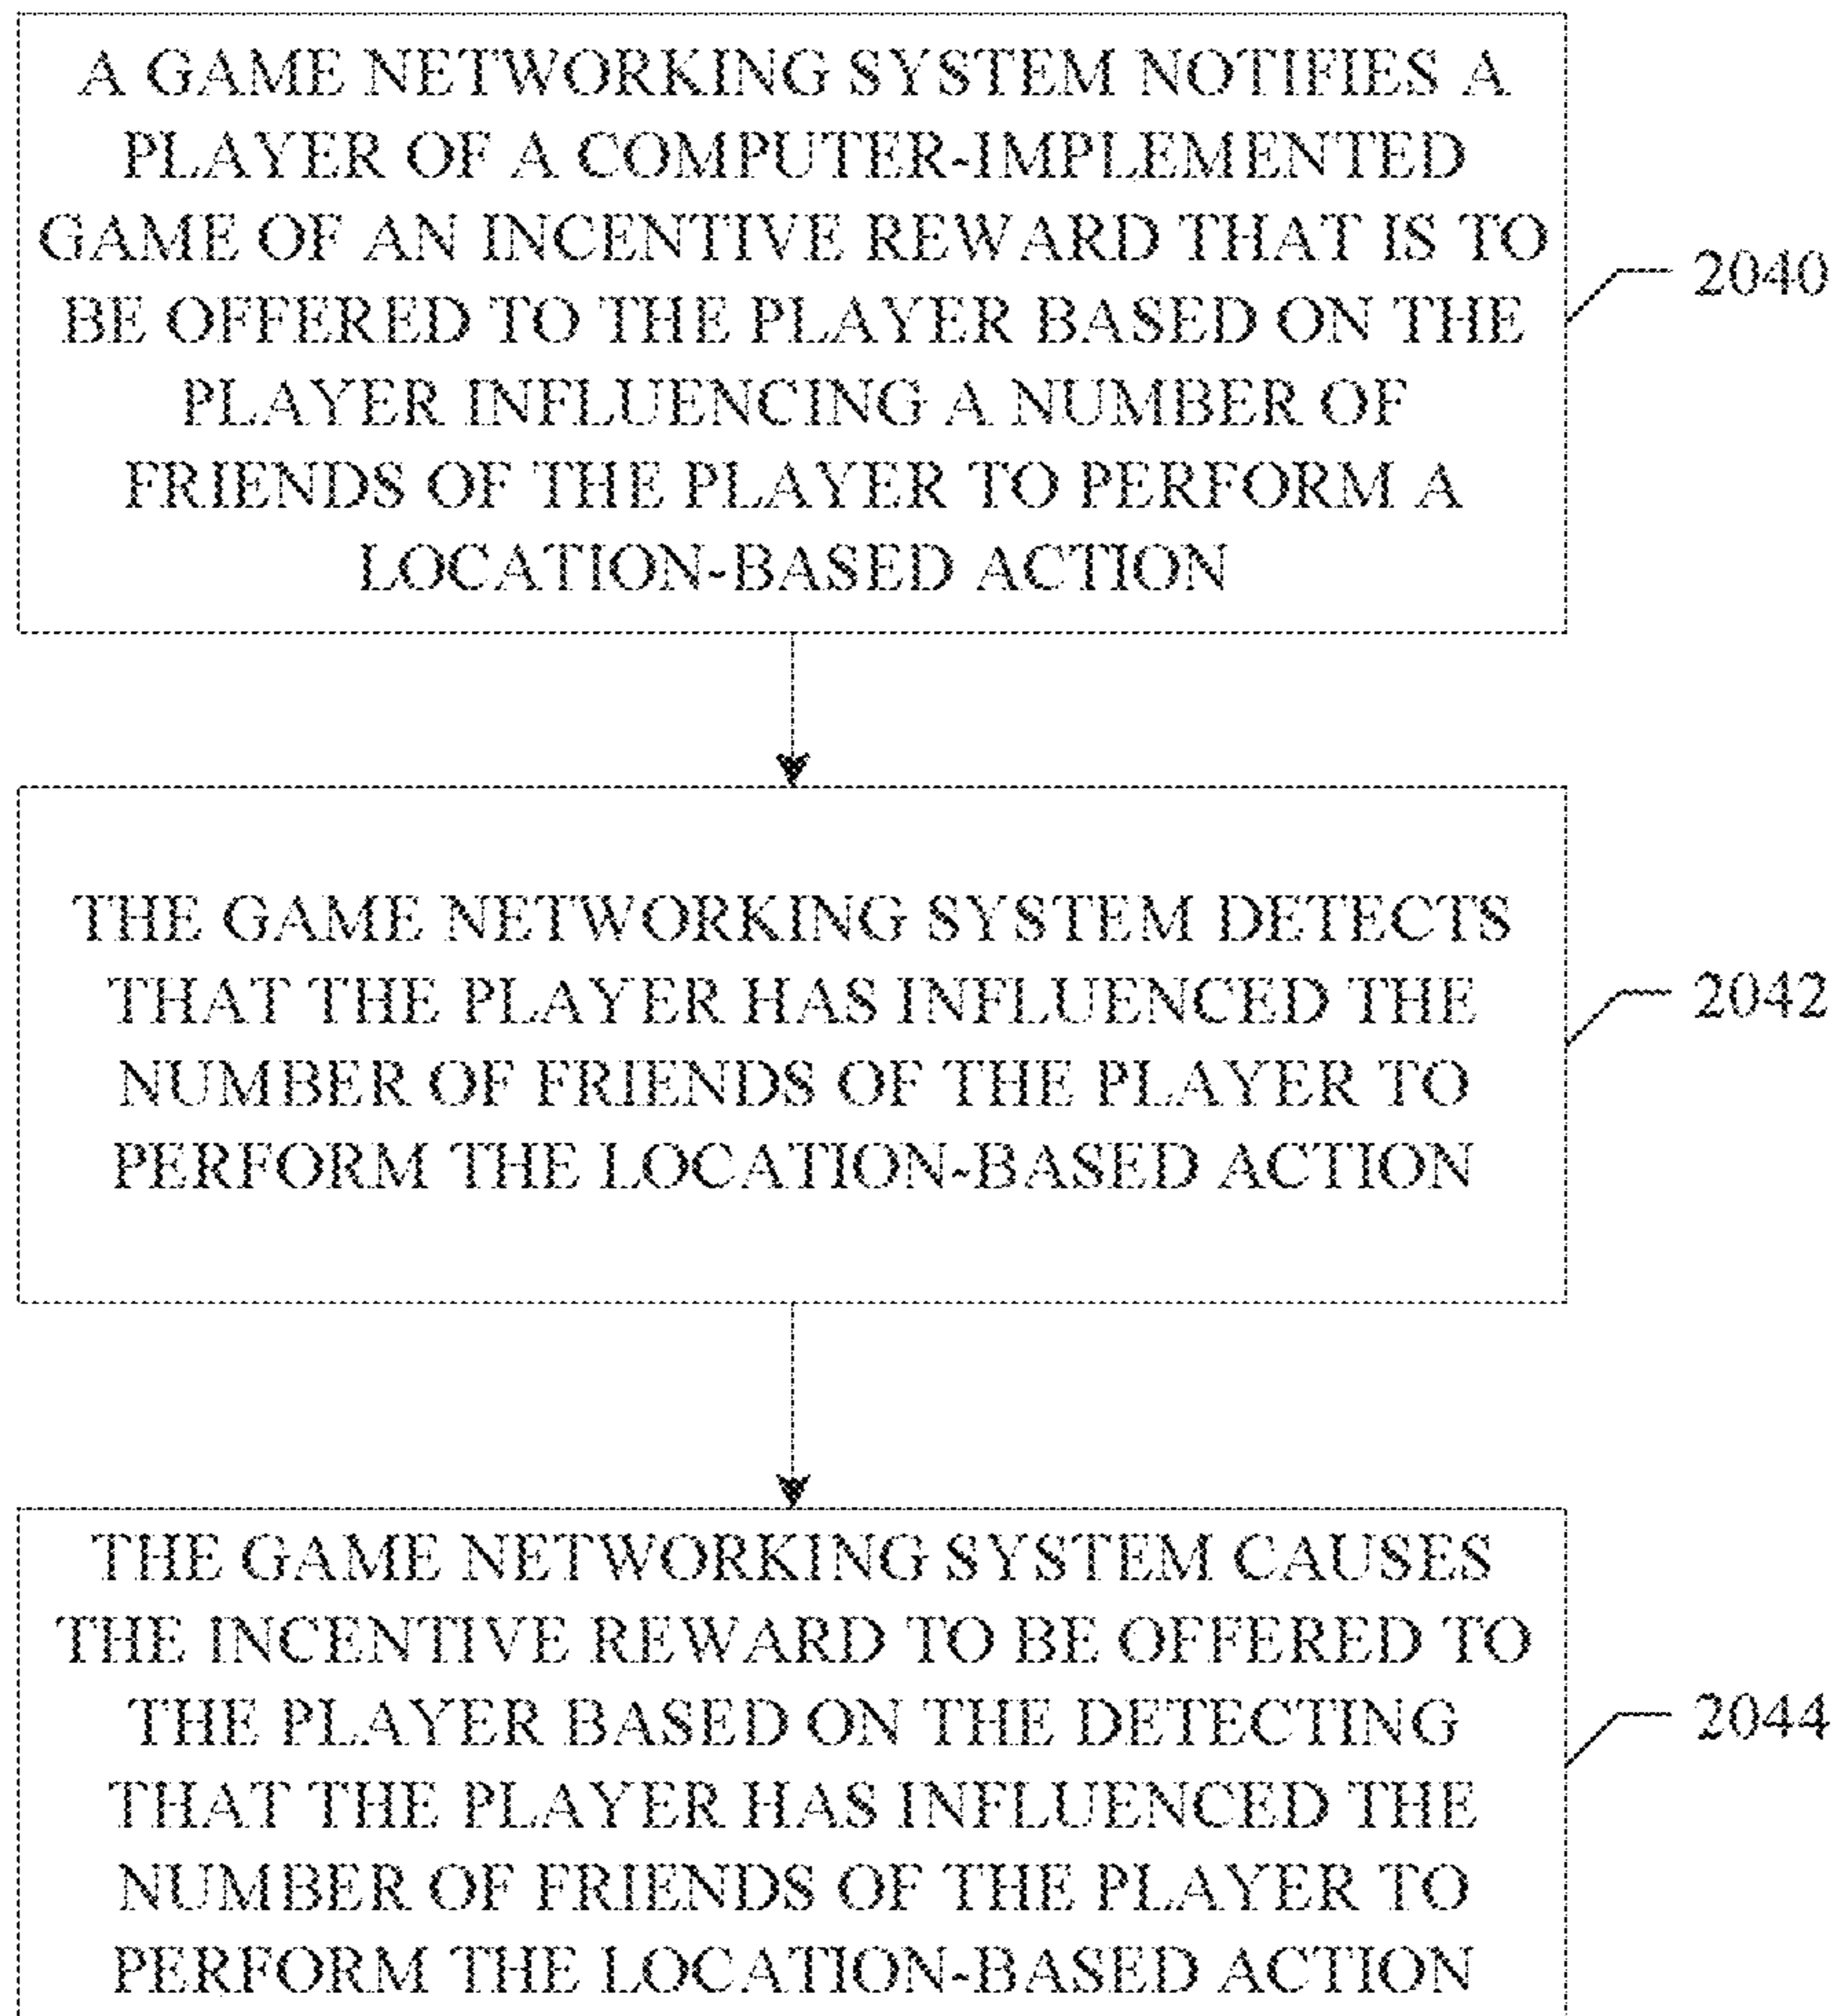 A GAME NETWORKING SYSTEM NOTIFIES A
PLAYER OF A COMPUTER-IMPLEMENTED
GAME OF AN INCENTIVE REWARD THAT IS TO
BE OFFERED TO THE PLAYER BASED ON THE
PLAYER INFLUENCING A NUMBER OF
FRIENDS OF THE PLAYER TO PERFORM A
LOCATION-BASED ACTION
2040
THE GAME NETWORKING SYSTEM DETECTS
THAT THE PLAYER HAS INFLUENCED THE
NUMBER OF FRIENDS OF THE PLAYER TO
PERFORM THE LOCATION-BASED ACTION
2042
THE GAME NETWORKING SYSTEM CAUSES
THE INCENTIVE REWARD TO BE OFFERED TO
THE PLAYER BASED ON THE DETECTING
THAT THE PLAYER HAS INFLUENCED THE
NUMBER OF FRIENDS OF THE PLAYER TO
PERFORM THE LOCATION-BASED ACTION
2044